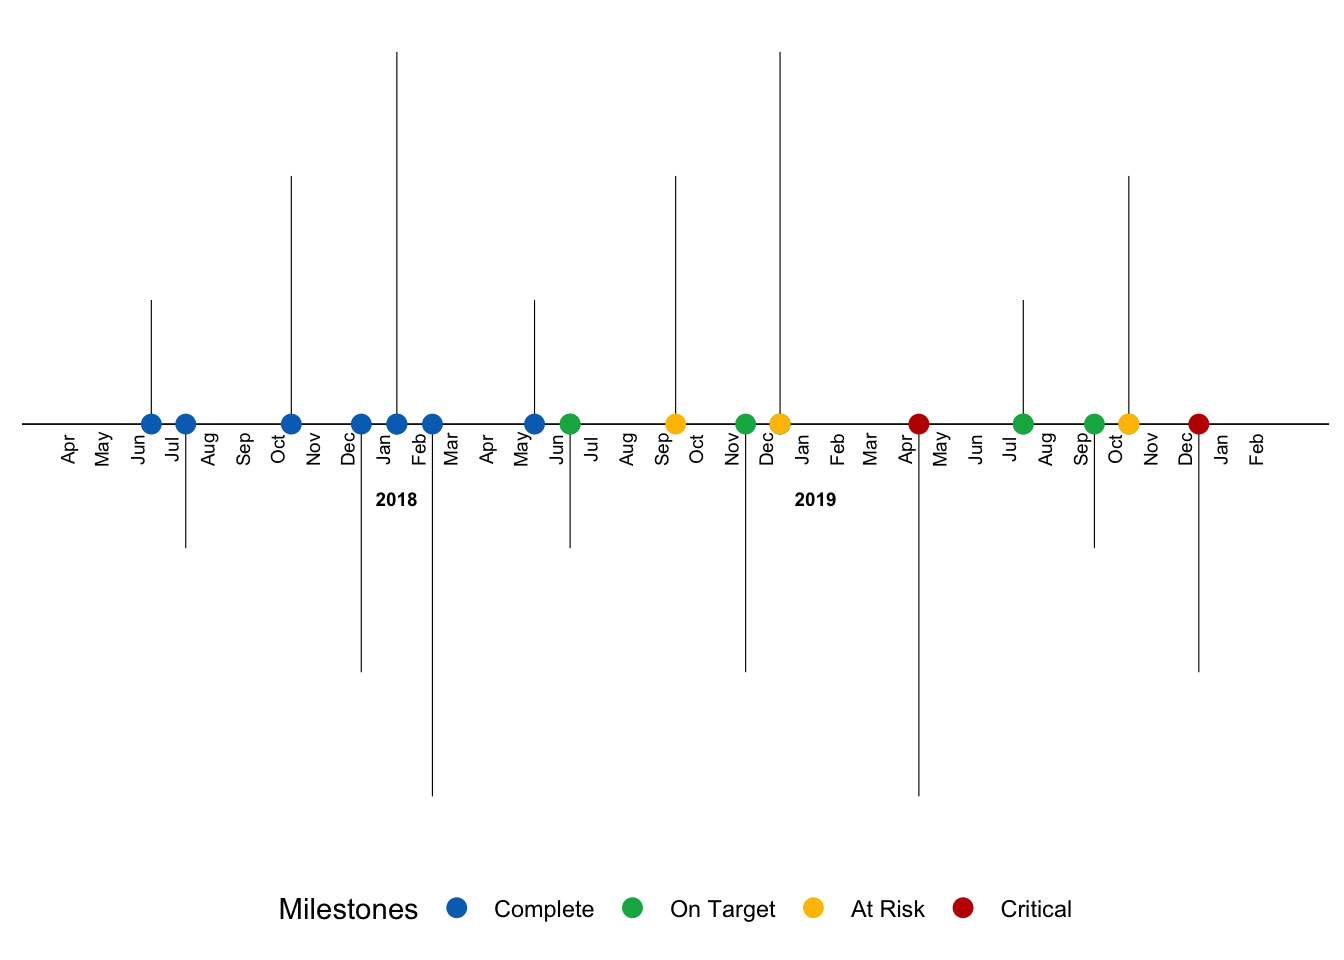 Apr May Jun Jul Aug Sep Oct Nov Dec Jan Feb Mar Apr May Jun Jul Aug Sep Oct Nov Dec Jan Feb Mar Apr May Jun Jul Aug Sep Oct Nov Dec Jan Feb
2018 2019
Milestones Complete On Target At Risk Critical